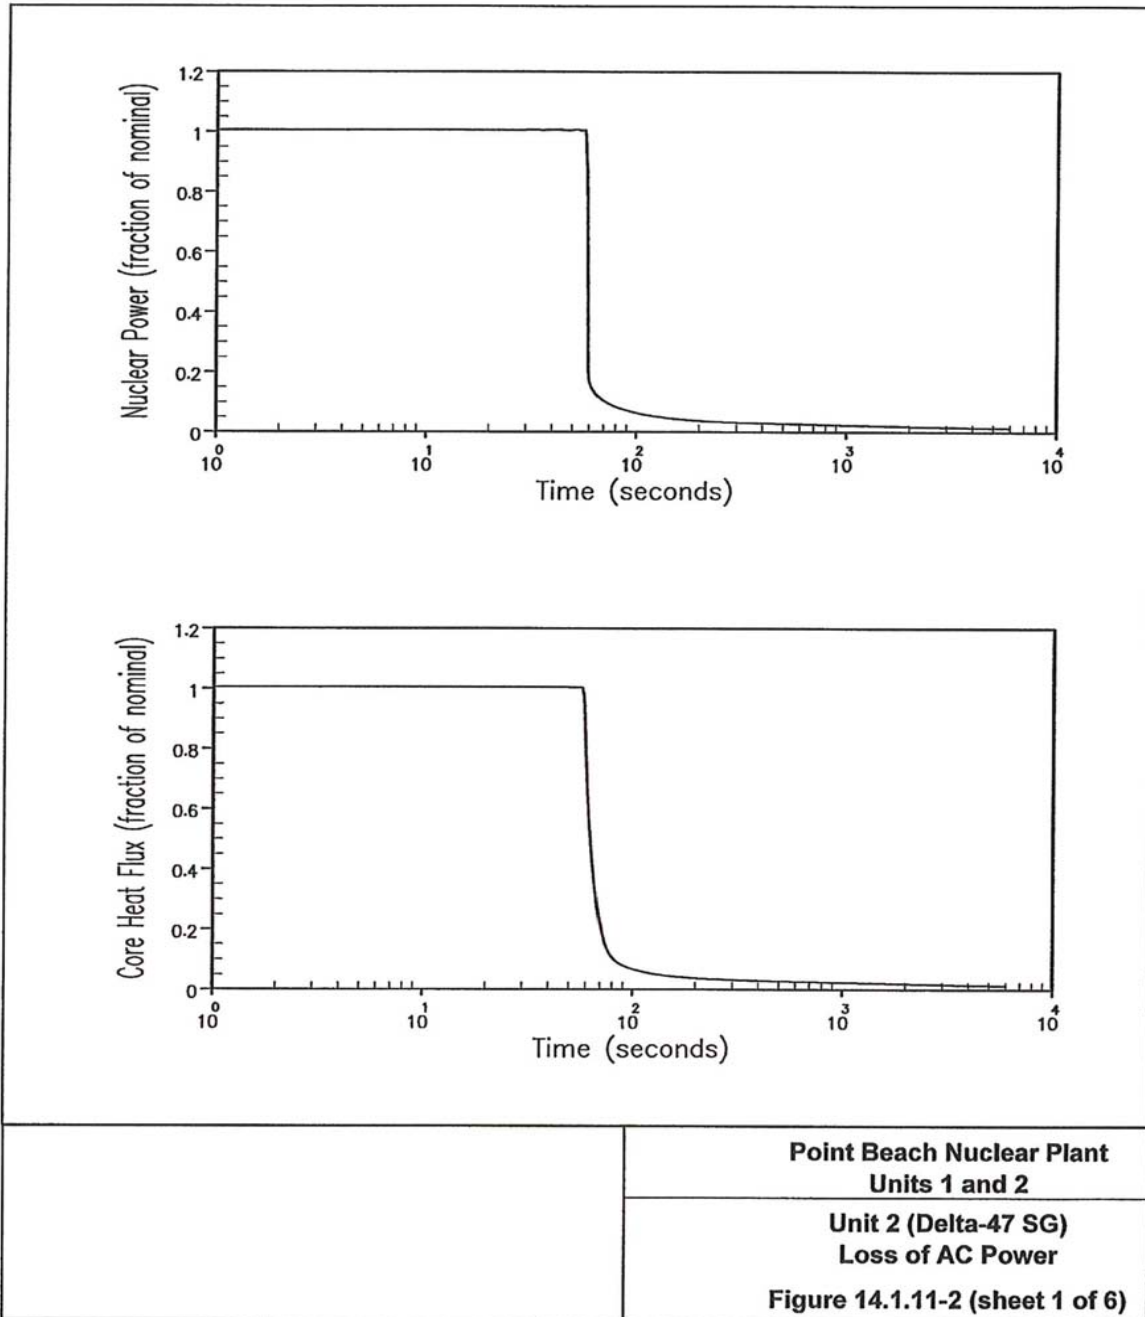 Nuclear Power (fraction of nominal)
1.2
1
0.8
0.6
0.4
0.2
0
10^0
10^1
10^2
10^3
10^4
Time (seconds)
Core Heat Flux (fraction of nominal)
1.2
1
0.8
0.6
0.4
0.2
0
10^0
10^1
10^2
10^3
10^4
Time (seconds)
Point Beach Nuclear Plant
Units 1 and 2
Unit 2 (Delta-47 SG)
Loss of AC Power
Figure 14.1.11-2 (sheet 1 of 6)